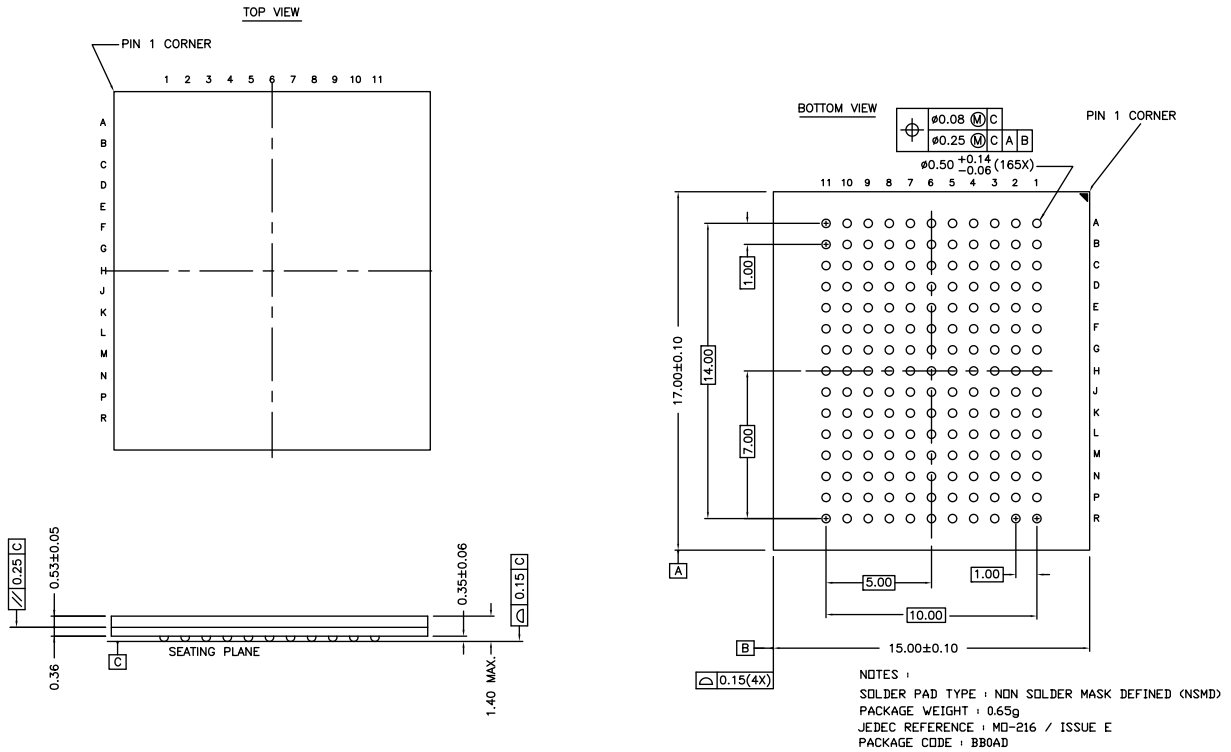 TOP VIEW
PIN 1 CORNER
1 2 3 4 5 6 7 8 9 10 11
A
B
C
D
E
F
G
H
J
K
L
M
N
P
R
BOTTOM VIEW
ø0.08 Ⓜ C
ø0.25 Ⓜ C A B
PIN 1 CORNER
ø0.50 +0.14 -0.06 (165X)
11 10 9 8 7 6 5 4 3 2 1
A
B
C
D
E
F
G
H
J
K
L
M
N
P
R
1.00
14.00
7.00
17.00±0.10
A
5.00
1.00
10.00
B
15.00±0.10
0.15(4X)
0.25 C
0.53±0.05
0.36
C
SEATING PLANE
0.35±0.06
0.15 C
1.40 MAX.
NOTES :
SOLDER PAD TYPE : NON SOLDER MASK DEFINED (NSMD)
PACKAGE WEIGHT : 0.65g
JEDEC REFERENCE : MO-216 / ISSUE E
PACKAGE CODE : BB0AD